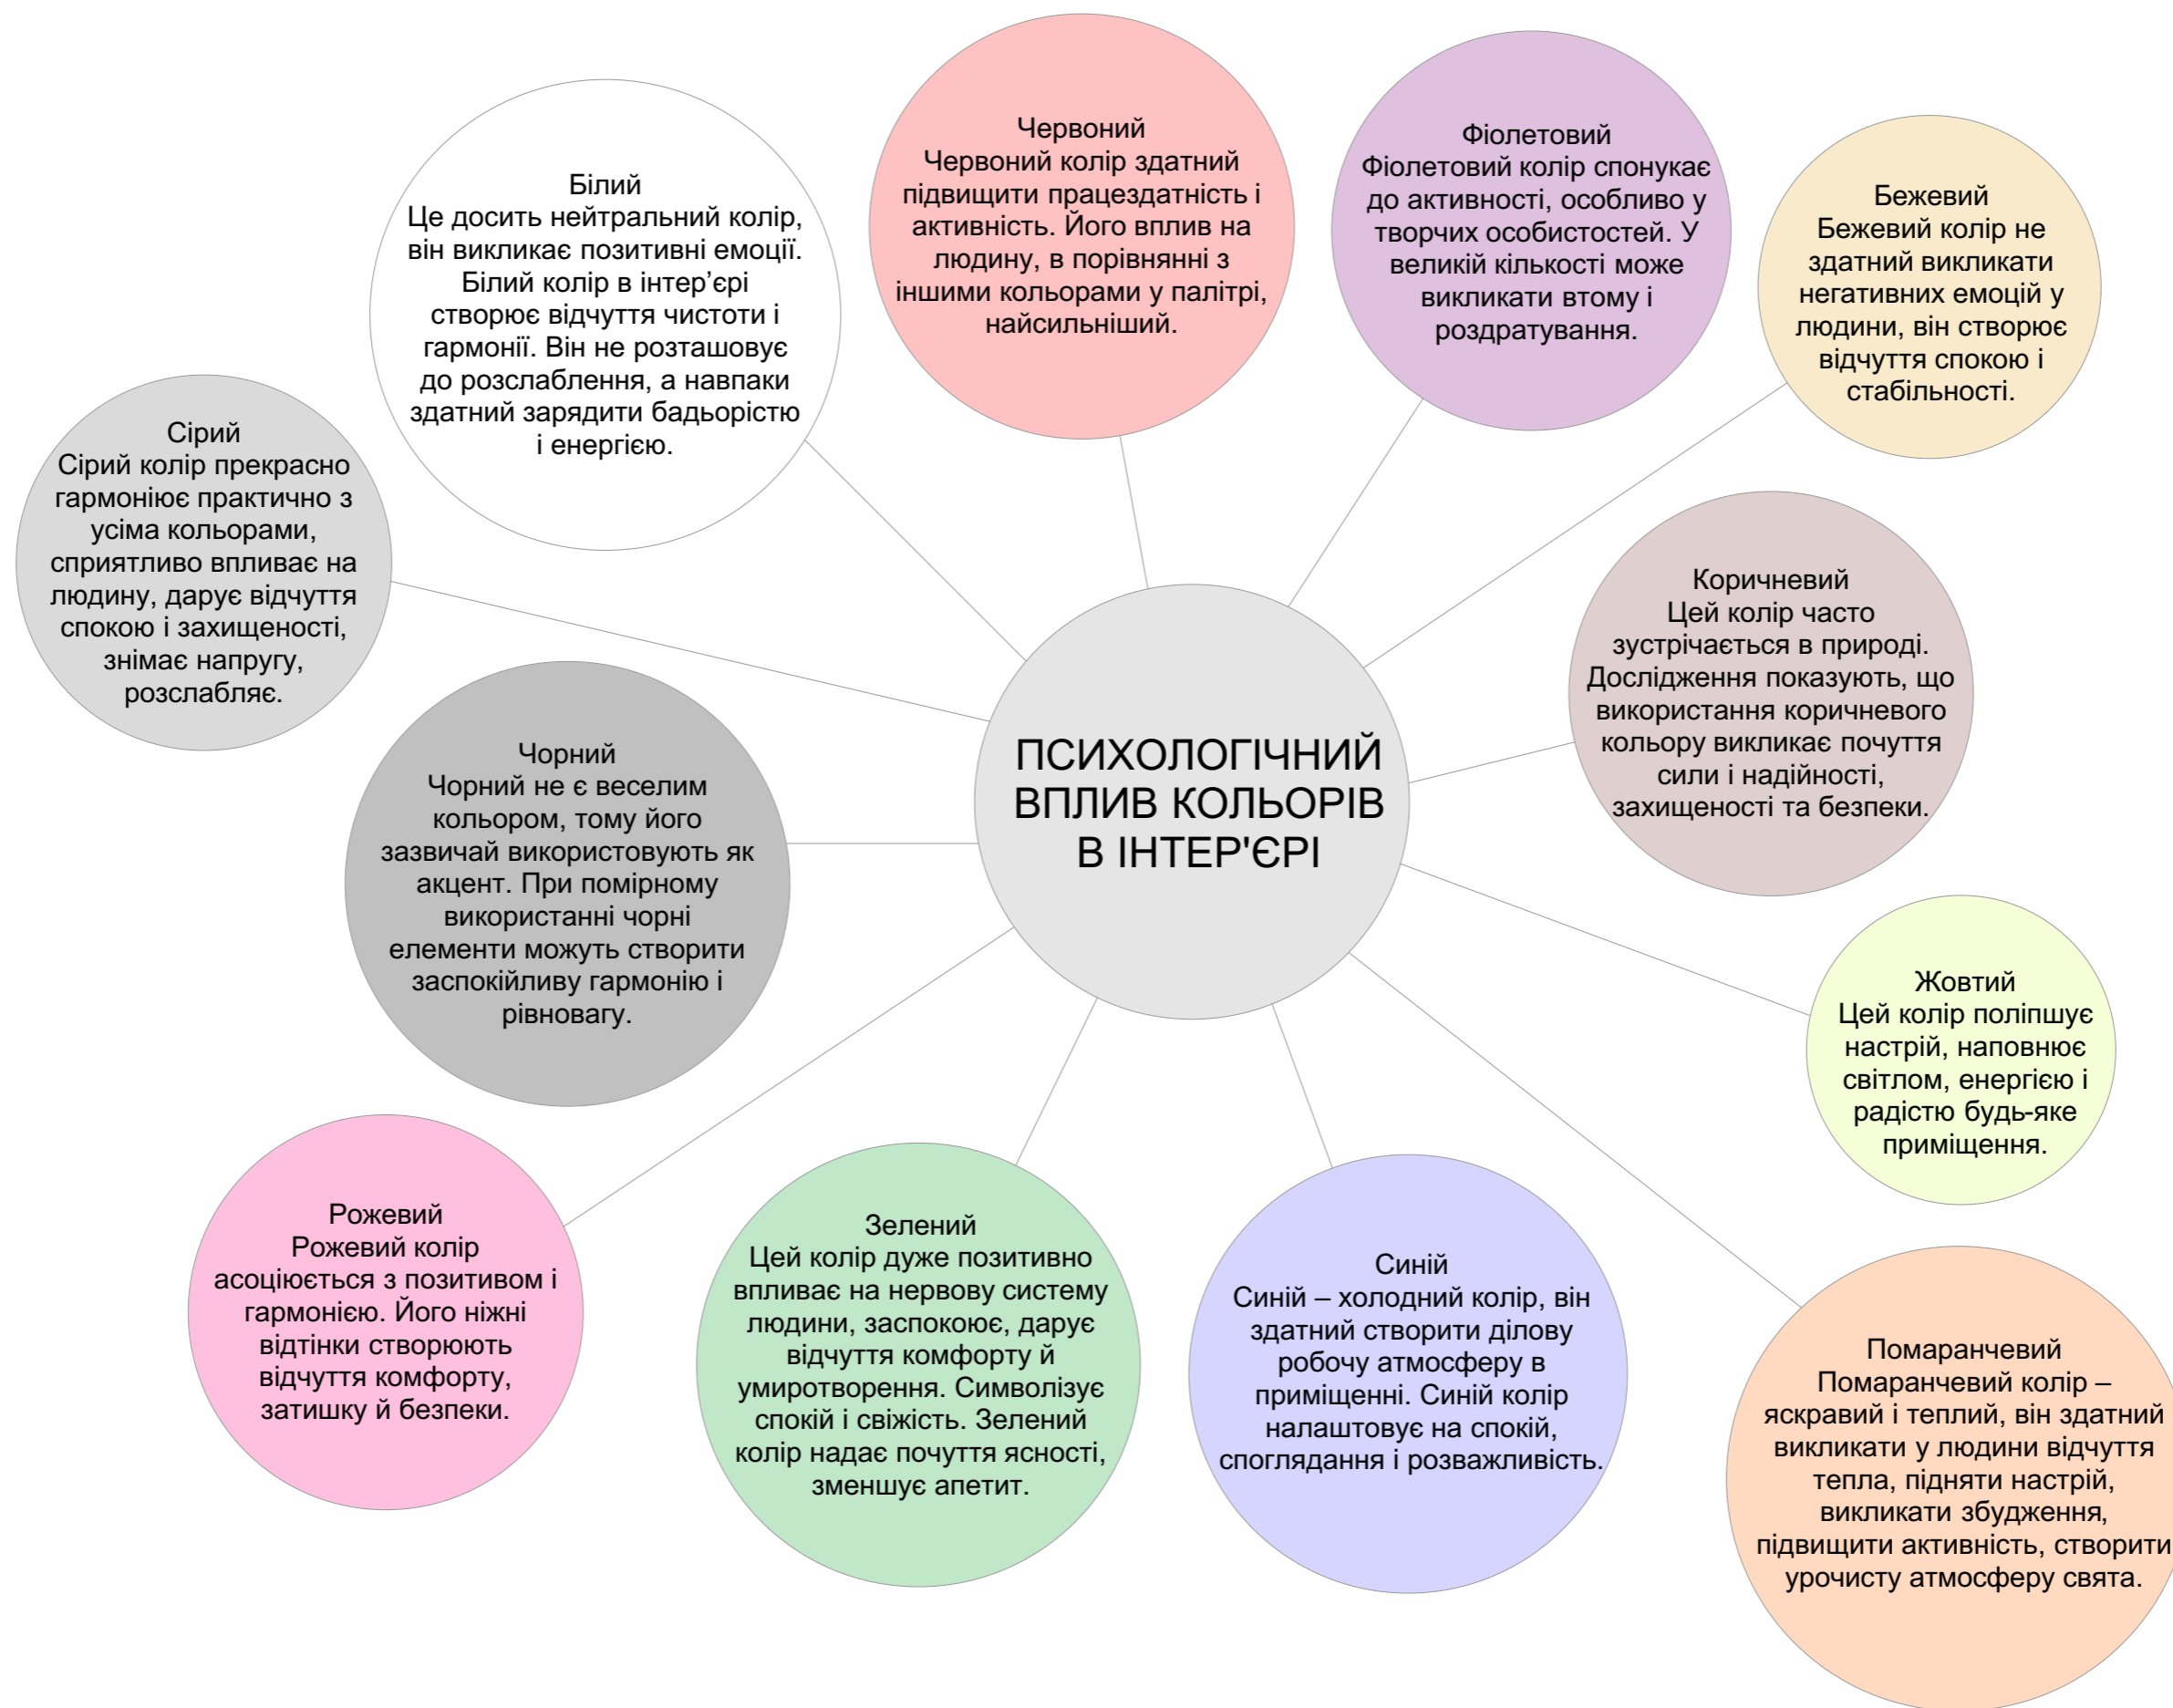 Червоний
Червоний колір здатний
підвищити працездатність і
активність. Його вплив на
людину, в порівнянні з
іншими кольорами у палітрі,
найсильніший.
Фіолетовий
Фіолетовий колір спонукає
до активності, особливо у
творчих особистостей. У
великій кількості може
викликати втому і
роздратування.
Білий
Це досить нейтральний колір,
він викликає позитивні емоції.
Білий колір в інтер’єрі
створює відчуття чистоти і
гармонії. Він не розташовує
до розслаблення, а навпаки
здатний зарядити бадьорістю
і енергією.
Бежевий
Бежевий колір не
здатний викликати
негативних емоцій у
людини, він створює
відчуття спокою і
стабільності.
Сірий
Сірий колір прекрасно
гармоніює практично з
усіма кольорами,
сприятливо впливає на
людину, дарує відчуття
спокою і захищеності,
знімає напругу,
розслабляє.
Коричневий
Цей колір часто
зустрічається в природі.
Дослідження показують, що
використання коричневого
кольору викликає почуття
сили і надійності,
захищеності та безпеки.
ПСИХОЛОГІЧНИЙ
ВПЛИВ КОЛЬОРІВ
В ІНТЕР'ЄРІ
Чорний
Чорний не є веселим
кольором, тому його
зазвичай використовують як
акцент. При помірному
використанні чорні
елементи можуть створити
заспокійливу гармонію і
рівновагу.
Жовтий
Цей колір поліпшує
настрій, наповнює
світлом, енергією і
радістю будь-яке
приміщення.
Рожевий
Рожевий колір
асоціюється з позитивом і
гармонією. Його ніжні
відтінки створюють
відчуття комфорту,
затишку й безпеки.
Зелений
Цей колір дуже позитивно
впливає на нервову систему
людини, заспокоює, дарує
відчуття комфорту й
умиротворення. Символізує
спокій і свіжість. Зелений
колір надає почуття ясності,
зменшує апетит.
Синій
Синій – холодний колір, він
здатний створити ділову
робочу атмосферу в
приміщенні. Синій колір
налаштовує на спокій,
споглядання і розважливість.
Помаранчевий
Помаранчевий колір –
яскравий і теплий, він здатний
викликати у людини відчуття
тепла, підняти настрій,
викликати збудження,
підвищити активність, створити
урочисту атмосферу свята.